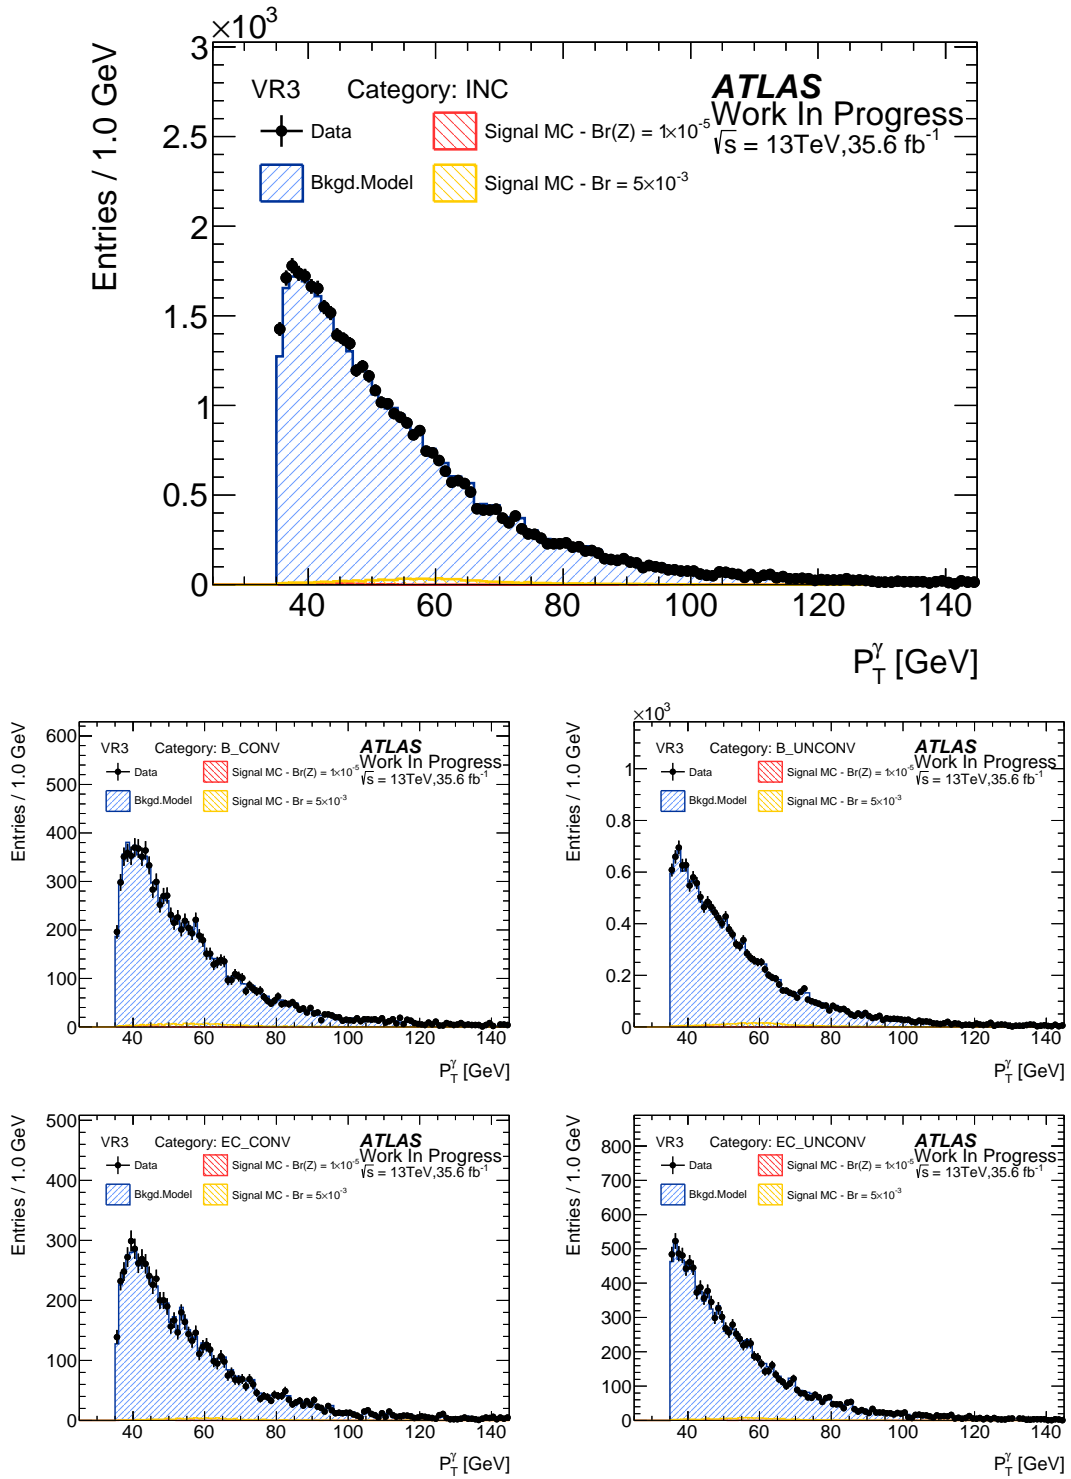 ×10³
3
2.5
2
1.5
1
0.5
0
Entries / 1.0 GeV
VR3 Category: INC
Data
Bkgd.Model
Signal MC - Br(Z) = 1×10⁻⁵
Signal MC - Br = 5×10⁻³
ATLAS
Work In Progress
√s = 13TeV,35.6 fb⁻¹
40 60 80 100 120 140
P_T^γ [GeV]
600
500
400
300
200
100
0
Entries / 1.0 GeV
VR3 Category: B_CONV
Data
Bkgd.Model
Signal MC - Br(Z) = 1×10⁻⁵
Signal MC - Br = 5×10⁻³
ATLAS
Work In Progress
√s = 13TeV,35.6 fb⁻¹
40 60 80 100 120 140
P_T^γ [GeV]
×10³
1
0.8
0.6
0.4
0.2
0
Entries / 1.0 GeV
VR3 Category: B_UNCONV
Data
Bkgd.Model
Signal MC - Br(Z) = 1×10⁻⁵
Signal MC - Br = 5×10⁻³
ATLAS
Work In Progress
√s = 13TeV,35.6 fb⁻¹
40 60 80 100 120 140
P_T^γ [GeV]
500
400
300
200
100
0
Entries / 1.0 GeV
VR3 Category: EC_CONV
Data
Bkgd.Model
Signal MC - Br(Z) = 1×10⁻⁵
Signal MC - Br = 5×10⁻³
ATLAS
Work In Progress
√s = 13TeV,35.6 fb⁻¹
40 60 80 100 120 140
P_T^γ [GeV]
800
700
600
500
400
300
200
100
0
Entries / 1.0 GeV
VR3 Category: EC_UNCONV
Data
Bkgd.Model
Signal MC - Br(Z) = 1×10⁻⁵
Signal MC - Br = 5×10⁻³
ATLAS
Work In Progress
√s = 13TeV,35.6 fb⁻¹
40 60 80 100 120 140
P_T^γ [GeV]